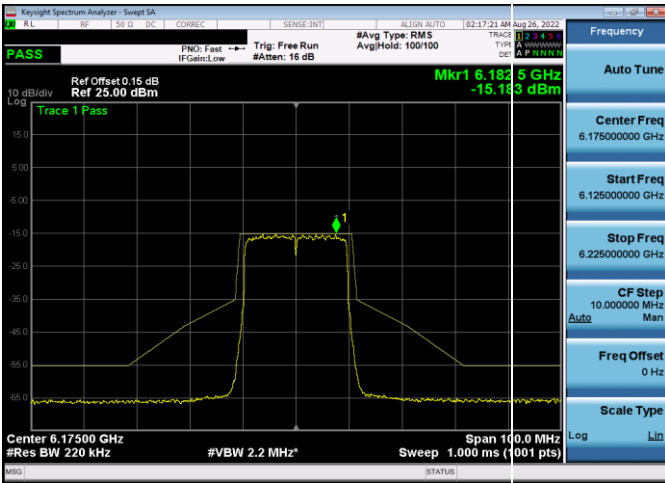 Keysight Spectrum Analyzer - Swept SA
RL RF 50 Ω DC CORREC SENSE:INT ALIGN AUTO 02:17:21 AM Aug 26, 2022
Frequency
#Avg Type: RMS TRACE 1 2 3 4 5 6
PASS PNO: Fast Trig: Free Run Avg|Hold: 100/100
IFGain:Low #Atten: 16 dB DET A P N N N N
Auto Tune
Mkr1 6.182 5 GHz
Ref Offset 0.15 dB
10 dB/div Ref 25.00 dBm -15.183 dBm
Log
Trace 1 Pass
15.0
5.00
-5.00
-15.0
-25.0
-35.0
-45.0
-55.0
-65.0
1
Center Freq
6.175000000 GHz
Start Freq
6.125000000 GHz
Stop Freq
6.225000000 GHz
CF Step
10.000000 MHz
Auto Man
Freq Offset
0 Hz
Scale Type
Log Lin
Center 6.17500 GHz Span 100.0 MHz
#Res BW 220 kHz #VBW 2.2 MHz* Sweep 1.000 ms (1001 pts)
MSG STATUS